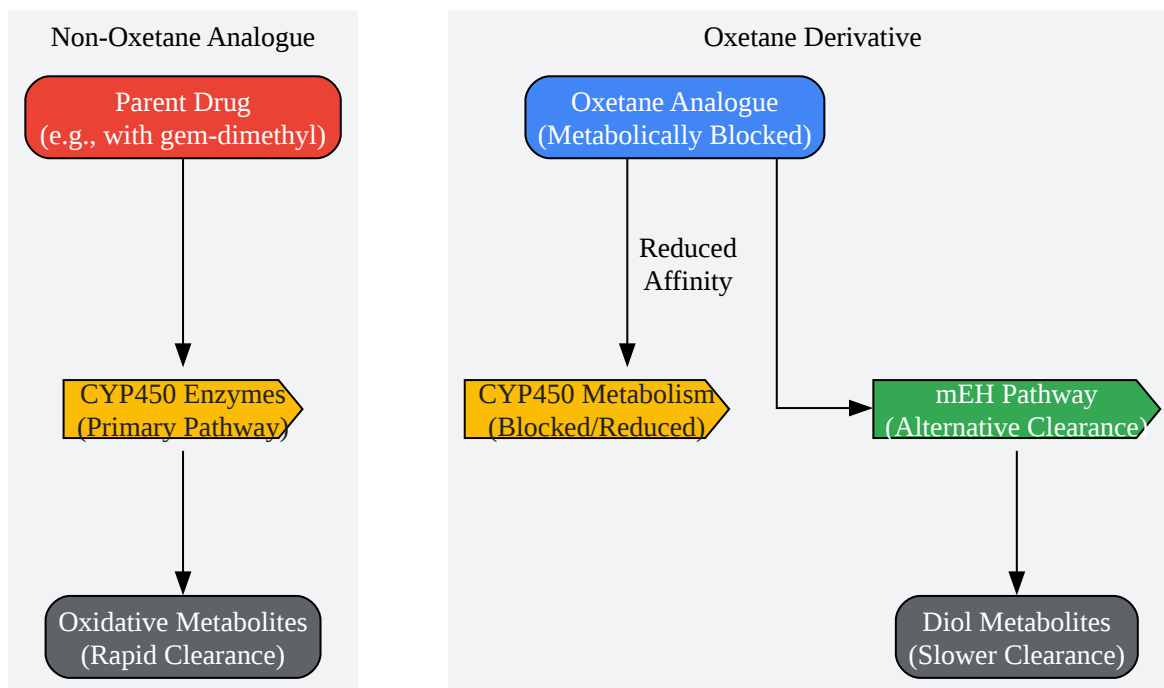 Non-Oxetane Analogue
Parent Drug
(e.g., with gem-dimethyl)
CYP450 Enzymes
(Primary Pathway)
Oxidative Metabolites
(Rapid Clearance)
Oxetane Derivative
Oxetane Analogue
(Metabolically Blocked)
Reduced
Affinity
CYP450 Metabolism
(Blocked/Reduced)
mEH Pathway
(Alternative Clearance)
Diol Metabolites
(Slower Clearance)